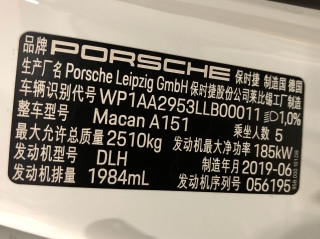 品牌 PORSCHE 保时捷 制造国 德国
生产厂名 Porsche Leipzig GmbH 保时捷股份公司莱比锡工厂制造
车辆识别代号 WP1AA2953LLB00011 1,0%
整车型号 Macan A151 乘坐人数 5
最大允许总质量 2510kg 发动机最大净功率 185kW
发动机型号 DLH 制造年月 2019-06
发动机排量 1984mL 发动机序列号 056195